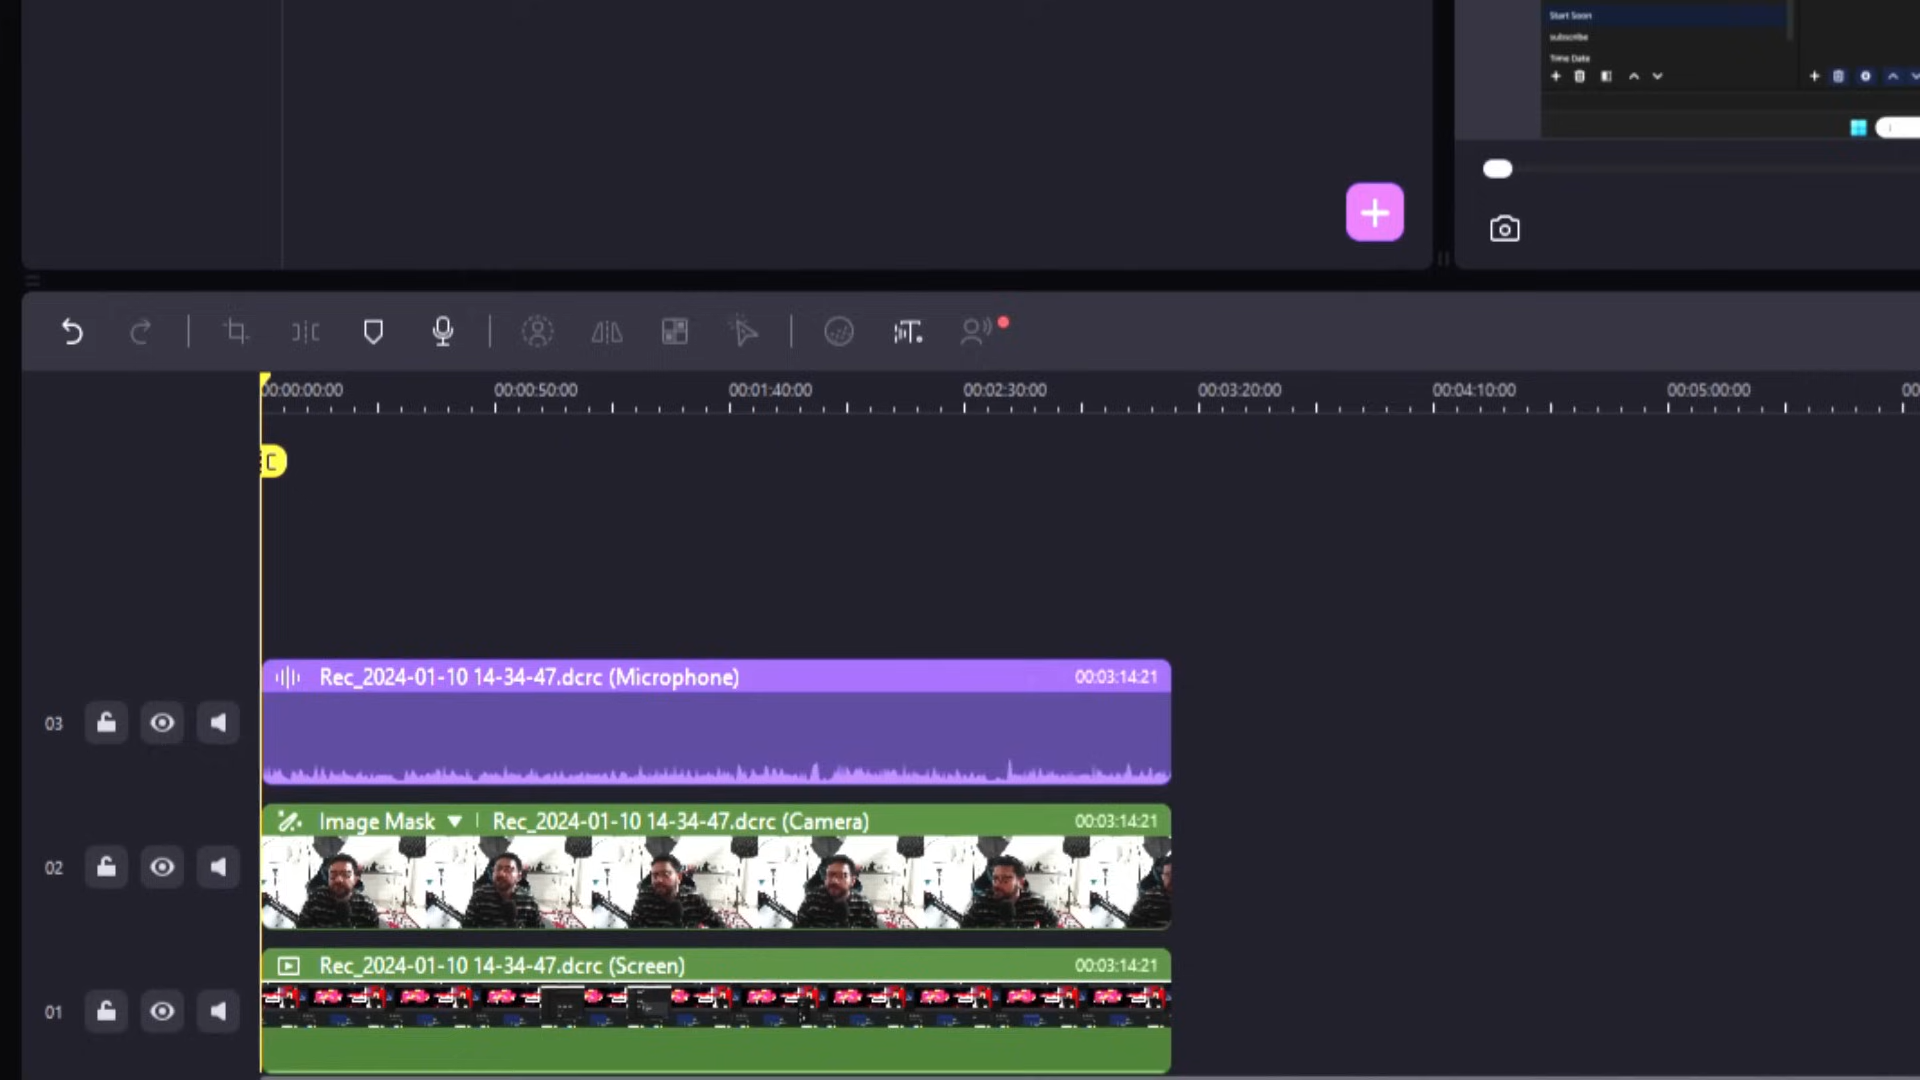 Start Soon
subscribe
Time Date
00:00:00:00 00:00:50:00 00:01:40:00 00:02:30:00 00:03:20:00 00:04:10:00 00:05:00:00 00
Rec_2024-01-10 14-34-47.dcrc (Microphone) 00:03:14:21
03
Image Mask Rec_2024-01-10 14-34-47.dcrc (Camera) 00:03:14:21
02
Rec_2024-01-10 14-34-47.dcrc (Screen) 00:03:14:21
01